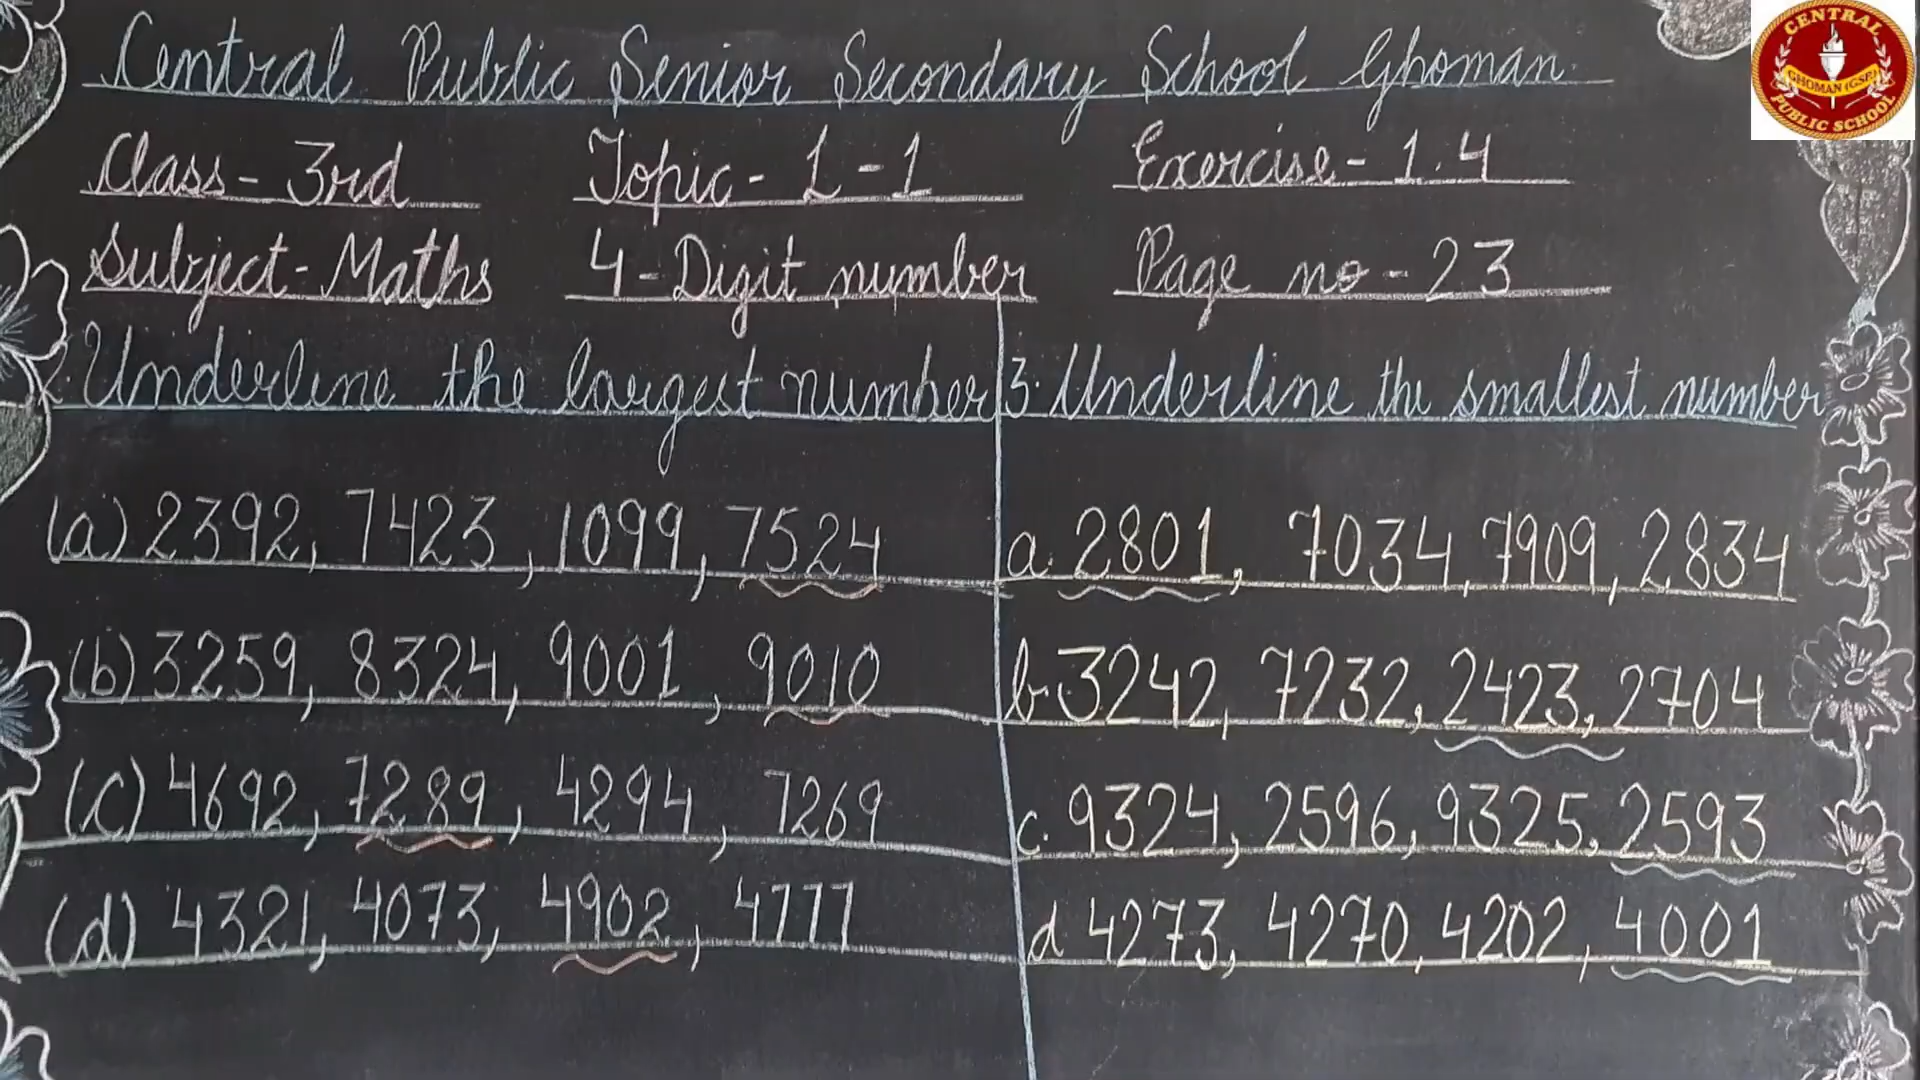 Central Public Senior Secondary School Ghoman.
CENTRAL
GHOMAN (GSP)
PUBLIC SCHOOL
Class- 3rd Topic- L-1 Exercise-1.4
Subject-Maths 4-Digit number Page no-23
2. Underline the largest number
(a) 2392, 7423, 1099, 7524
(b) 3259, 8324, 9001, 9010
(c) 4692, 7289, 4294, 7269
(d) 4321, 4073, 4902, 4777
3. Underline the smallest number
a. 2801, 7034, 7909, 2834
b. 3242, 7232, 2423, 2704
c. 9324, 2596, 9325, 2593
d 4273, 4270, 4202, 4001